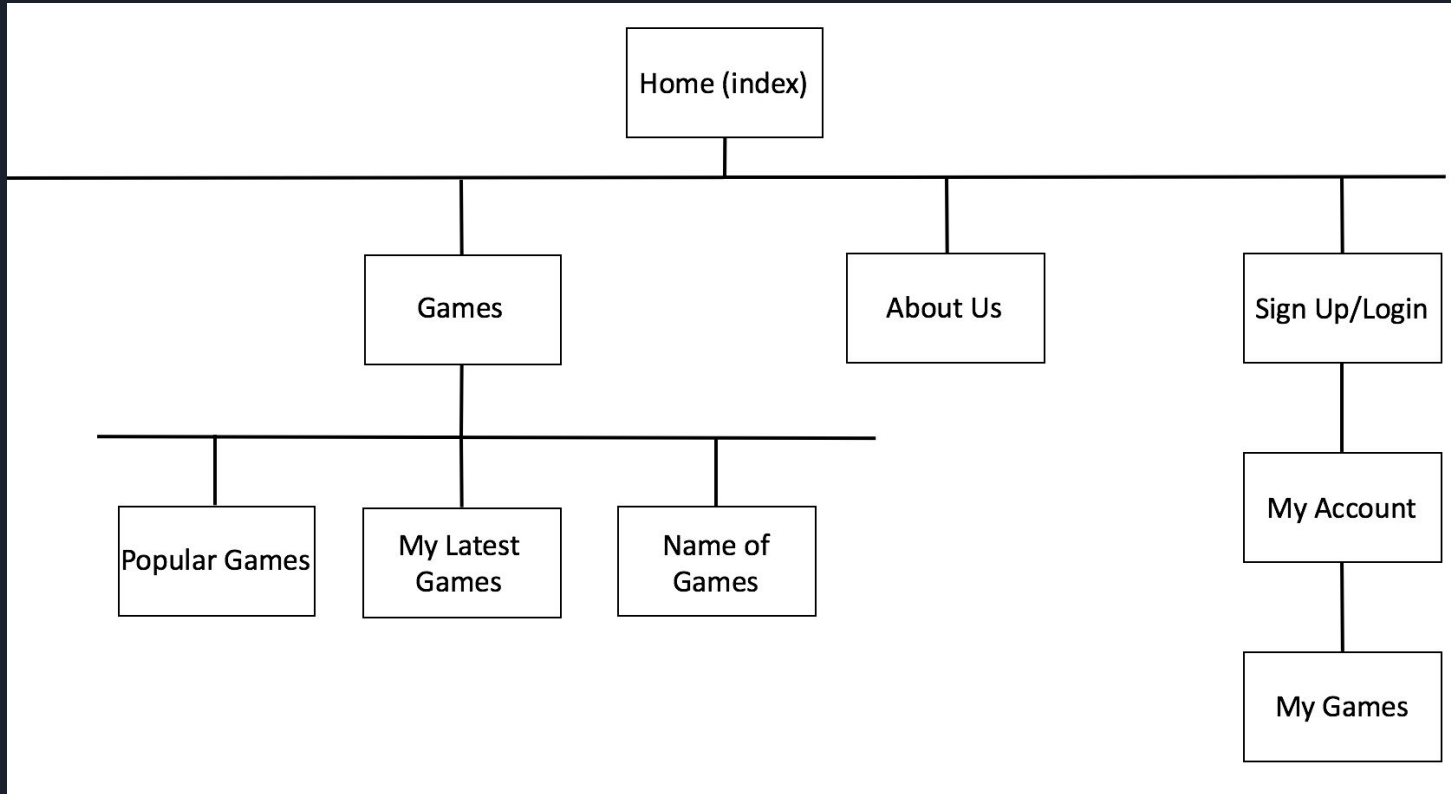 Home (index)
Games
About Us
Sign Up/Login
Popular Games
My Latest
Games
Name of
Games
My Account
My Games